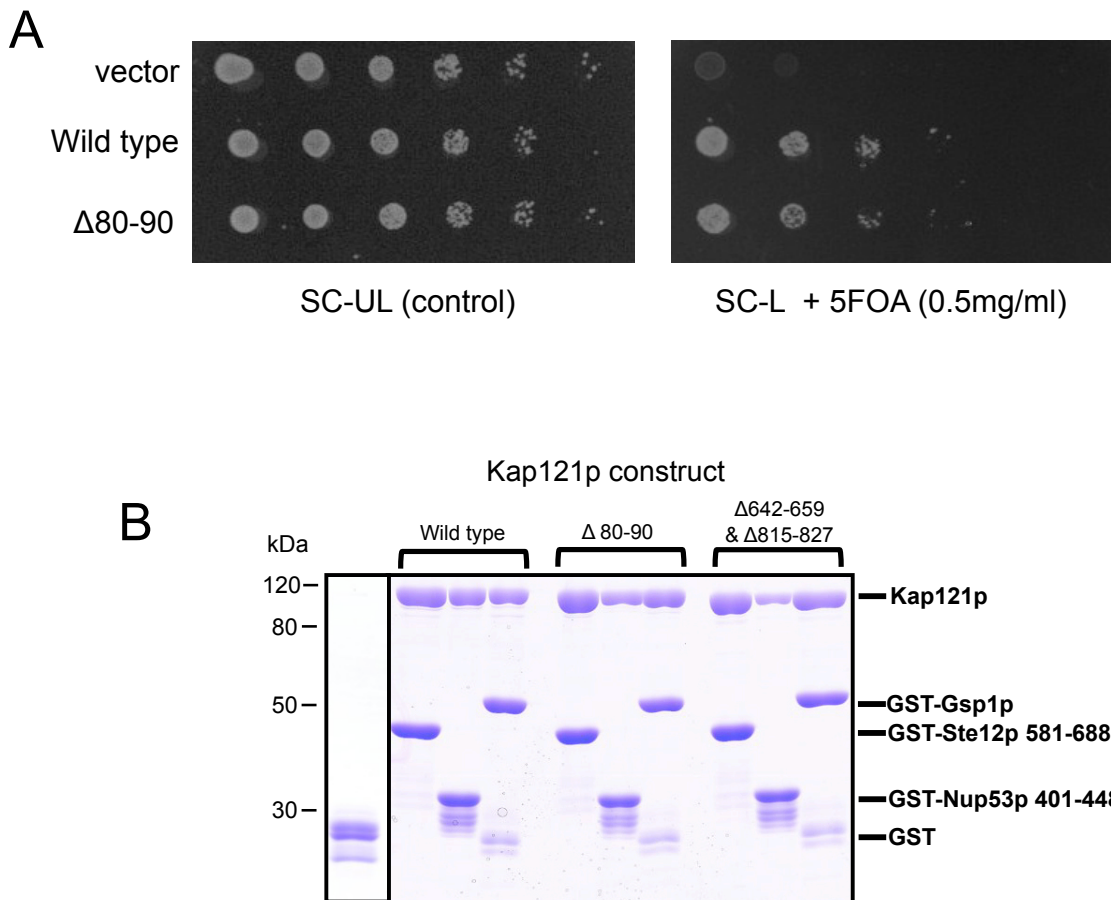 A
vector
Wild type
Δ80-90
SC-UL (control)
SC-L + 5FOA (0.5mg/ml)
Kap121p construct
B
kDa
Wild type
Δ 80-90
Δ642-659
& Δ815-827
120
80
50
30
Kap121p
GST-Gsp1p
GST-Ste12p 581-688
GST-Nup53p 401-448
GST